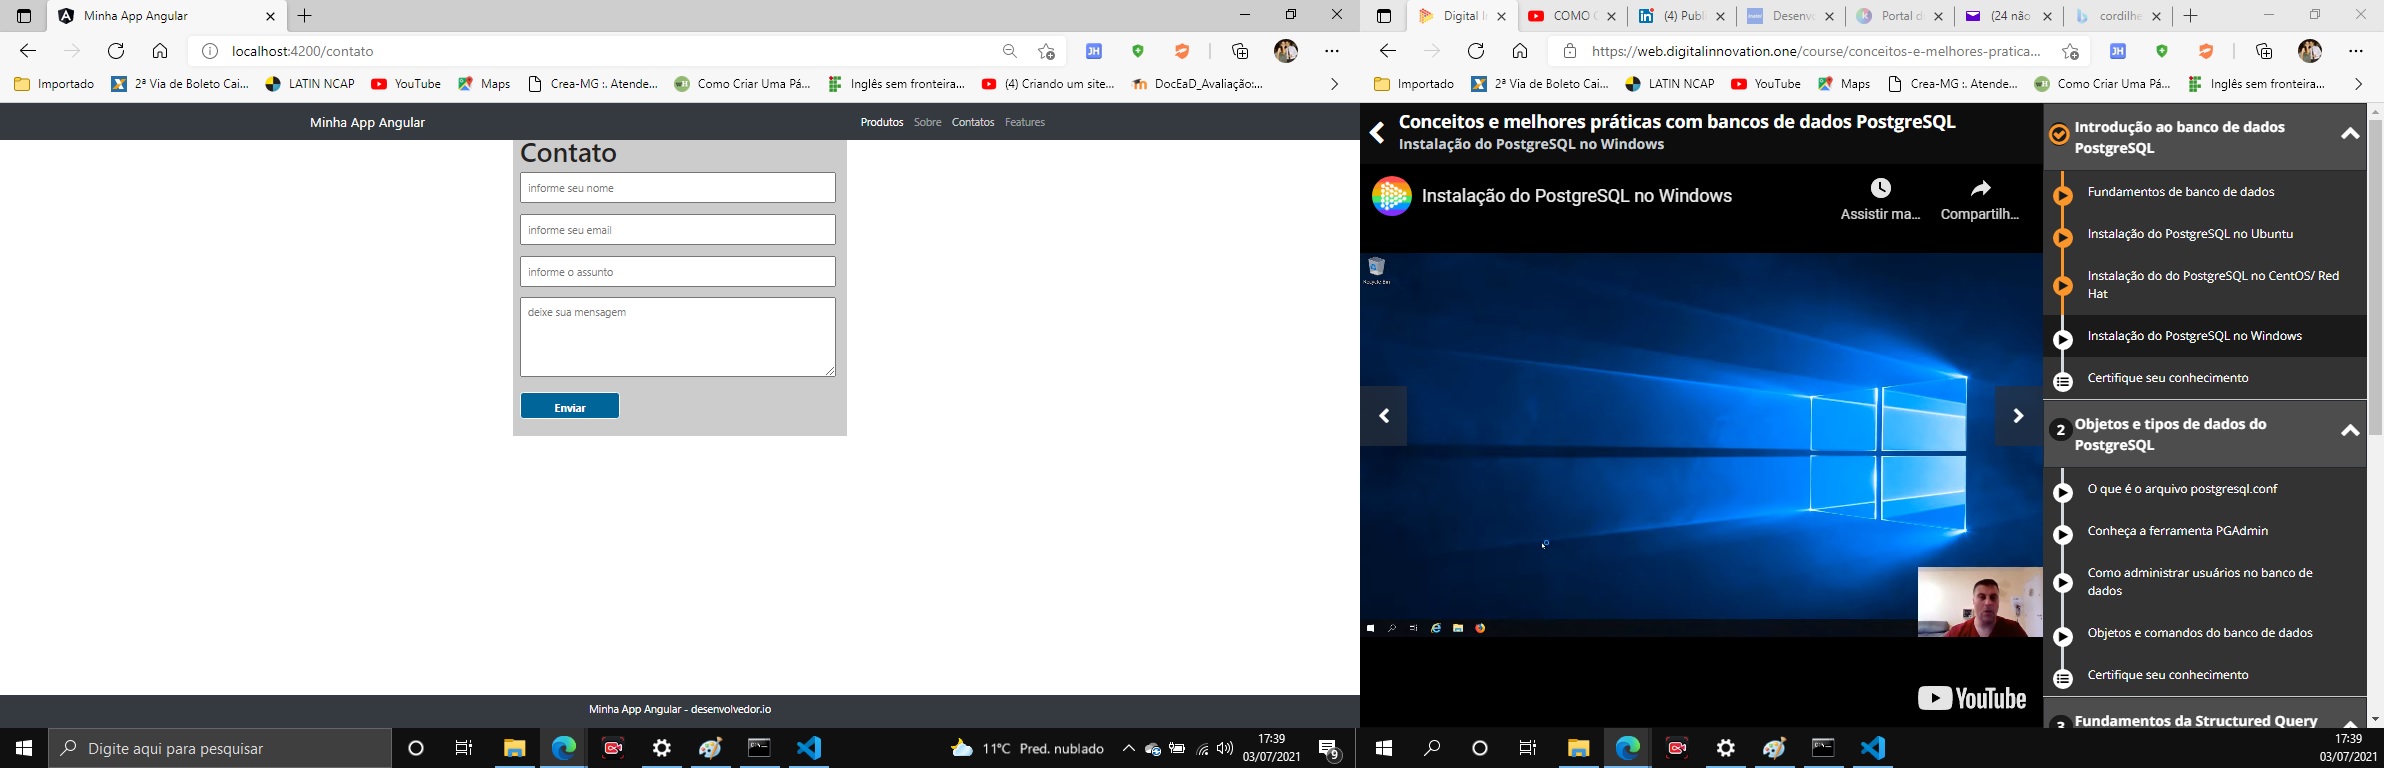 Minha App Angular
localhost:4200/contato
Importado
2ª Via de Boleto Cai...
LATIN NCAP
YouTube
Maps
Crea-MG :. Atende...
Como Criar Uma Pá...
Inglês sem fronteira...
(4) Criando um site...
DocEaD_Avaliação:...
Minha App Angular
Produtos
Sobre
Contatos
Features
Contato
informe seu nome
informe seu email
informe o assunto
deixe sua mensagem
Enviar
Minha App Angular - desenvolvedor.io
Digite aqui para pesquisar
11°C Pred. nublado
17:39
03/07/2021
9
Digital I
COMO
(4) Publ
Desenv
Portal d
(24 não
cordilhe
https://web.digitalinnovation.one/course/conceitos-e-melhores-pratica...
Importado
2ª Via de Boleto Cai...
LATIN NCAP
YouTube
Maps
Crea-MG :. Atende...
Como Criar Uma Pá...
Inglês sem fronteira...
Conceitos e melhores práticas com bancos de dados PostgreSQL
Instalação do PostgreSQL no Windows
Instalação do PostgreSQL no Windows
Assistir ma...
Compartilh...
Recycle Bin
YouTube
Introdução ao banco de dados
PostgreSQL
Fundamentos de banco de dados
Instalação do PostgreSQL no Ubuntu
Instalação do do PostgreSQL no CentOS/ Red
Hat
Instalação do PostgreSQL no Windows
Certifique seu conhecimento
2
Objetos e tipos de dados do
PostgreSQL
O que é o arquivo postgresql.conf
Conheça a ferramenta PGAdmin
Como administrar usuários no banco de
dados
Objetos e comandos do banco de dados
Certifique seu conhecimento
3
Fundamentos da Structured Query
17:39
03/07/2021